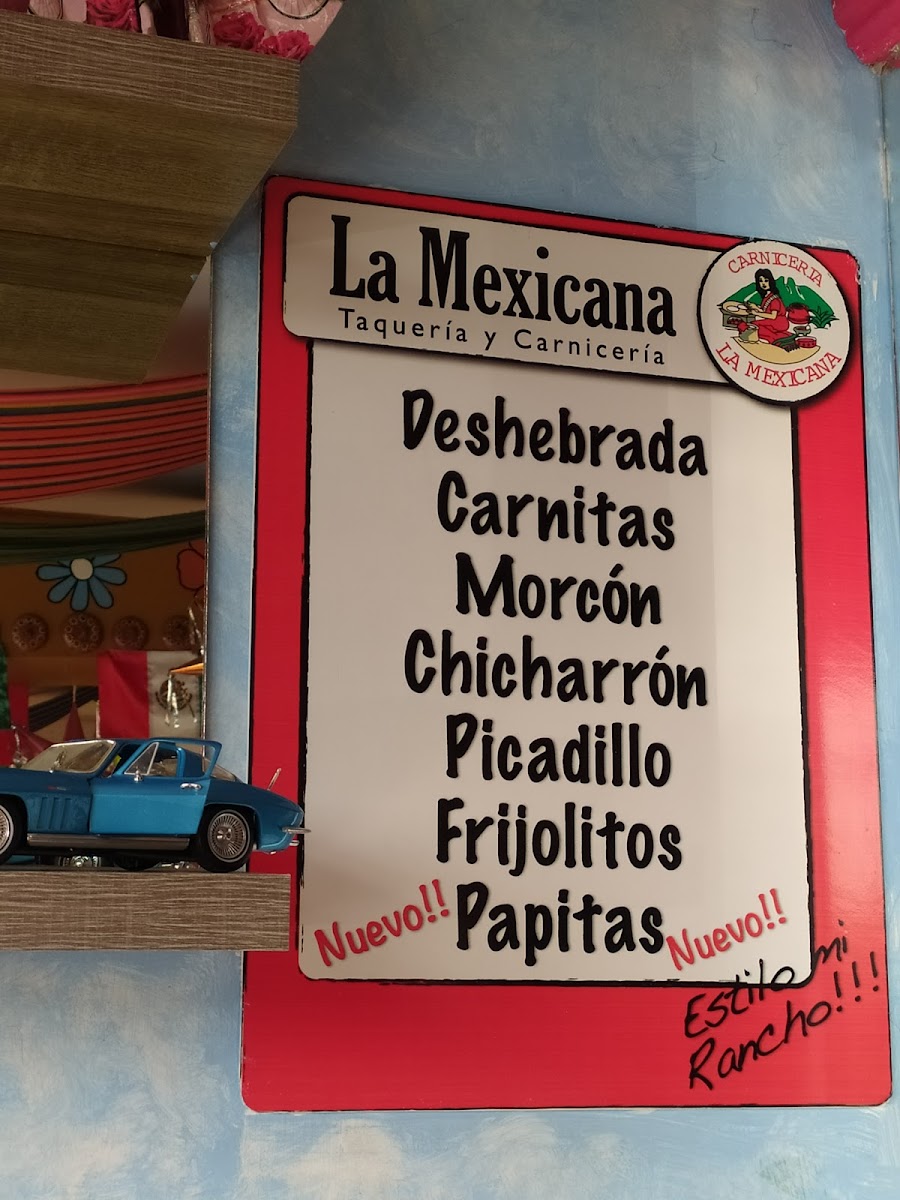 La Mexicana
Taquería y Carnicería
CARNICERIA
LA MEXICANA
Deshebrada
Carnitas
Morcón
Chicharrón
Picadillo
Frijolitos
Nuevo!! Papitas Nuevo!!
Estilo mi
Rancho!!!